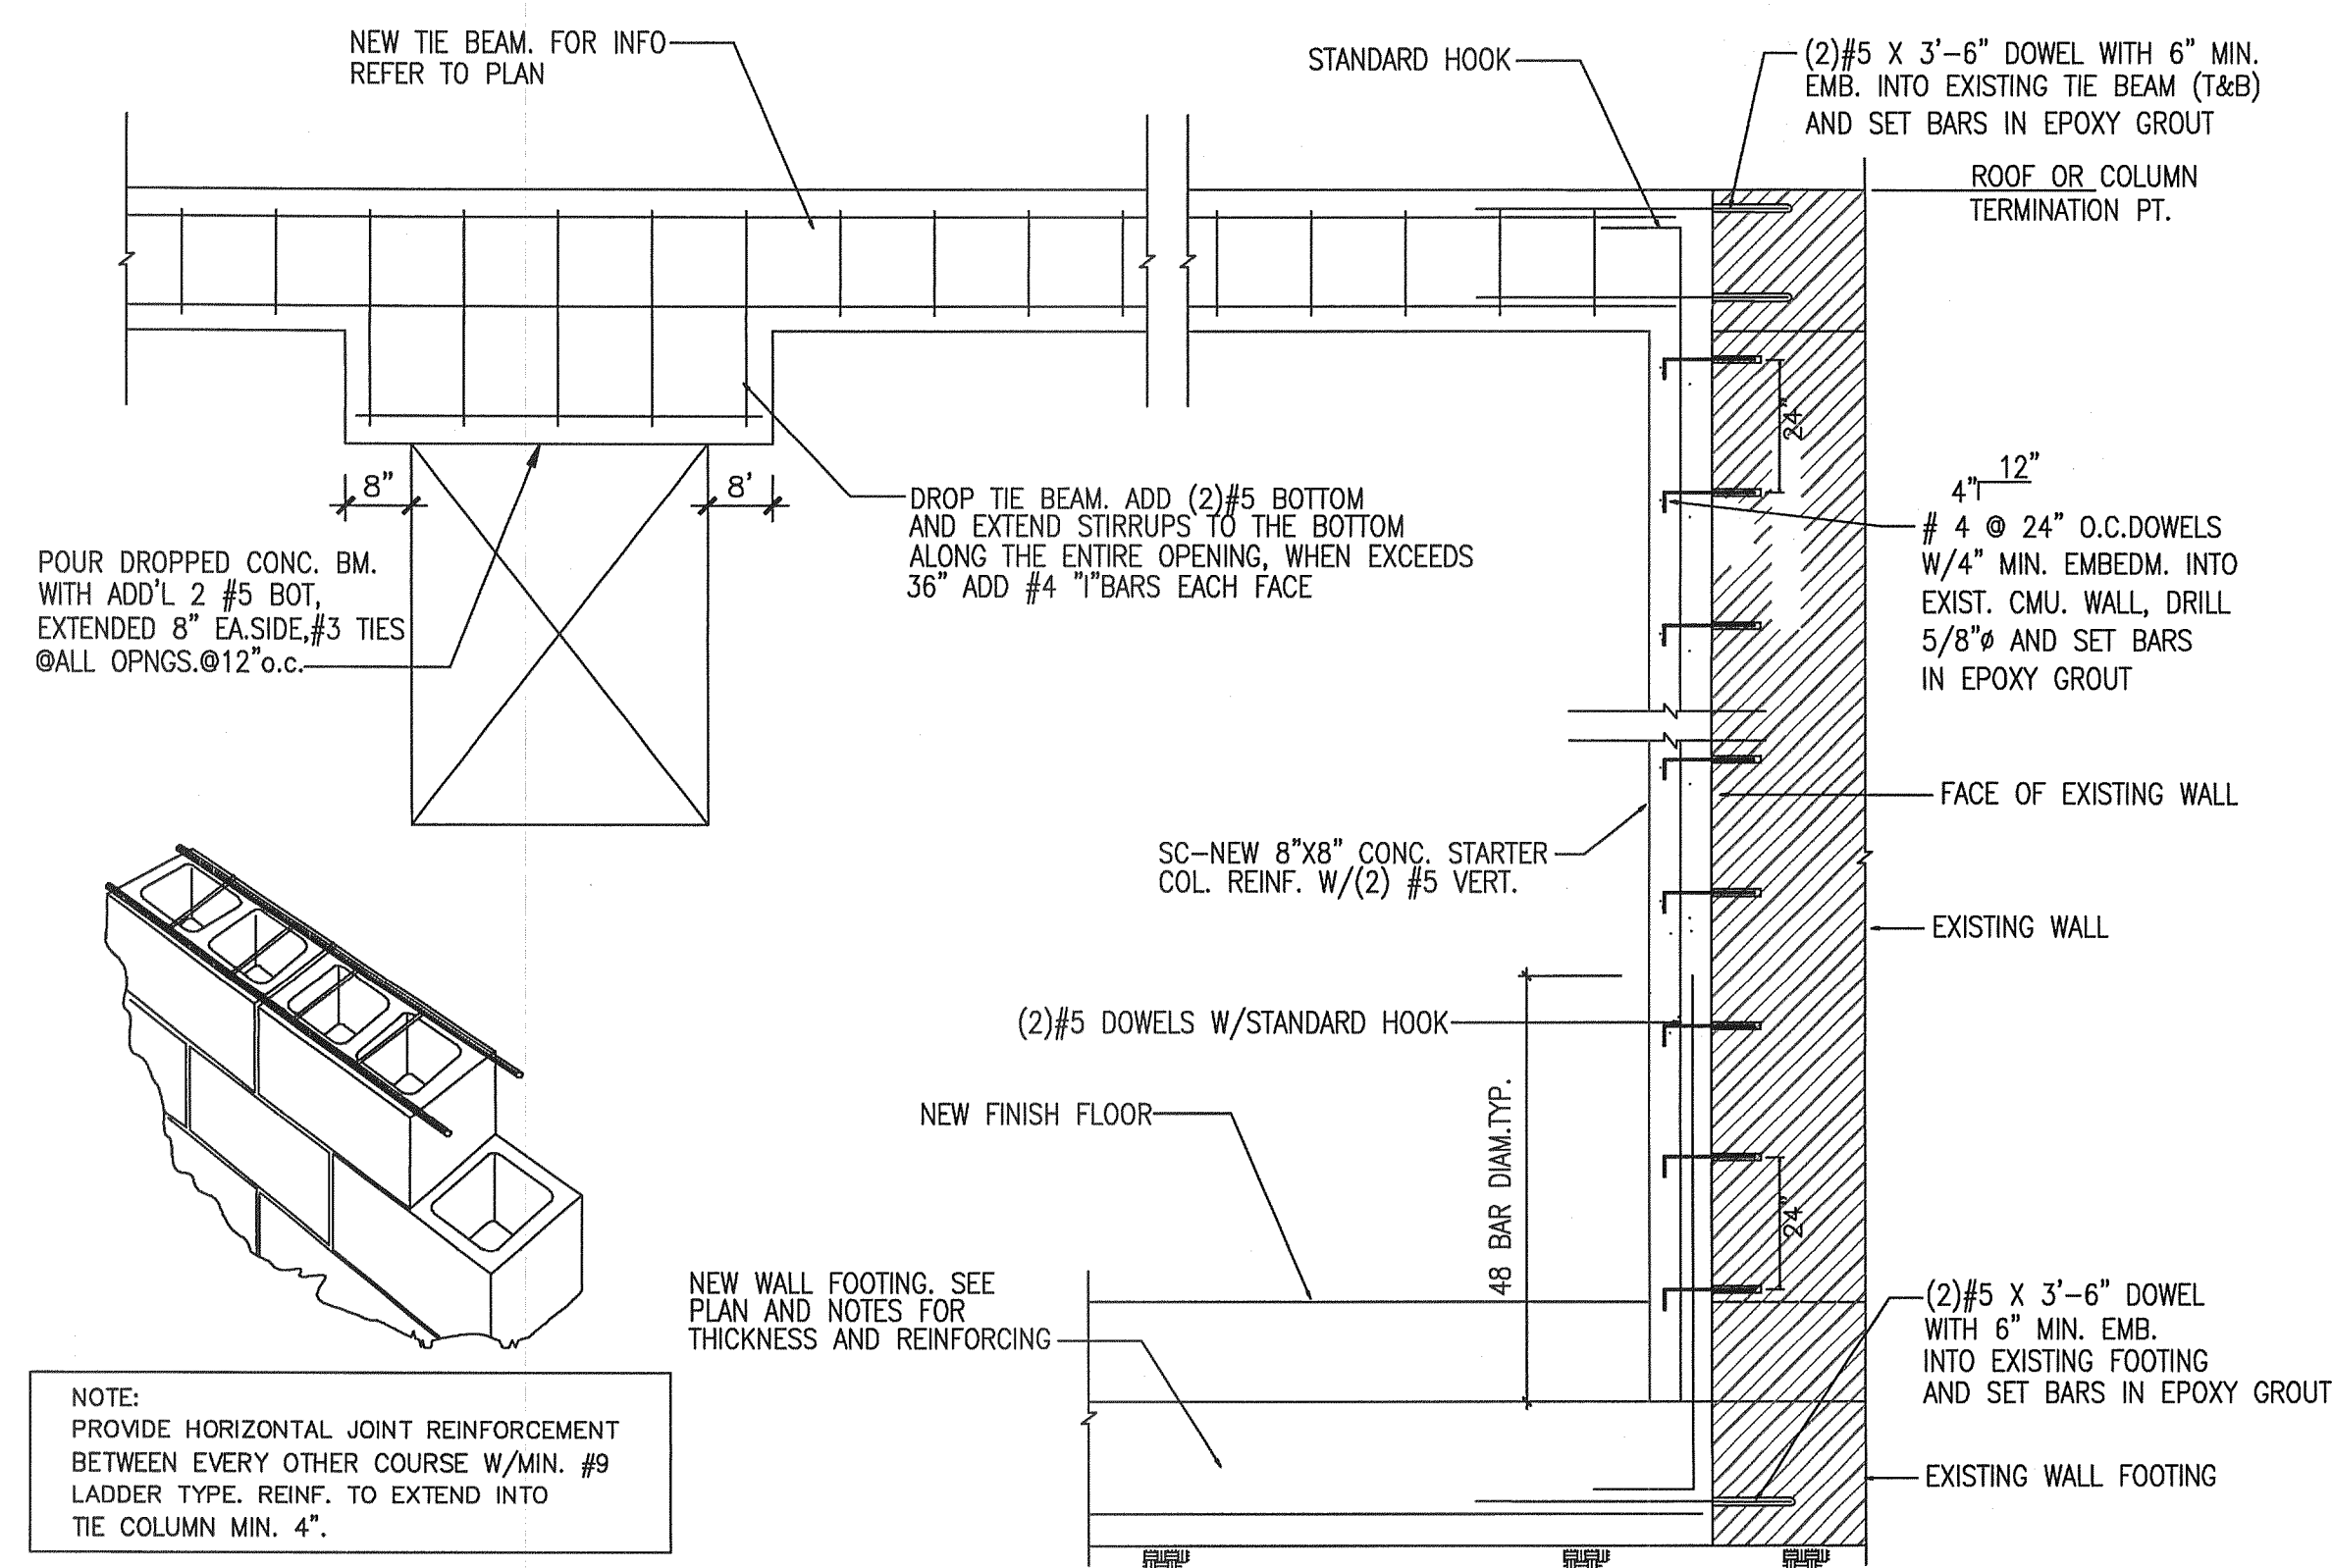 NEW TIE BEAM. FOR INFO
REFER TO PLAN
STANDARD HOOK
(2)#5 X 3'-6" DOWEL WITH 6" MIN.
EMB. INTO EXISTING TIE BEAM (T&B)
AND SET BARS IN EPOXY GROUT
ROOF OR COLUMN
TERMINATION PT.
24"
8"
8'
DROP TIE BEAM. ADD (2)#5 BOTTOM
AND EXTEND STIRRUPS TO THE BOTTOM
ALONG THE ENTIRE OPENING, WHEN EXCEEDS
36" ADD #4 "I"BARS EACH FACE
POUR DROPPED CONC. BM.
WITH ADD'L 2 #5 BOT,
EXTENDED 8" EA.SIDE,#3 TIES
@ALL OPNGS.@12"o.c.
12"
4"
# 4 @ 24" O.C.DOWELS
W/4" MIN. EMBEDM. INTO
EXIST. CMU. WALL, DRILL
5/8"ø AND SET BARS
IN EPOXY GROUT
FACE OF EXISTING WALL
SC-NEW 8"X8" CONC. STARTER
COL. REINF. W/(2) #5 VERT.
EXISTING WALL
(2)#5 DOWELS W/STANDARD HOOK
NEW FINISH FLOOR
48 BAR DIAM.TYP.
24"
NEW WALL FOOTING. SEE
PLAN AND NOTES FOR
THICKNESS AND REINFORCING
(2)#5 X 3'-6" DOWEL
WITH 6" MIN. EMB.
INTO EXISTING FOOTING
AND SET BARS IN EPOXY GROUT
EXISTING WALL FOOTING
NOTE:
PROVIDE HORIZONTAL JOINT REINFORCEMENT
BETWEEN EVERY OTHER COURSE W/MIN. #9
LADDER TYPE. REINF. TO EXTEND INTO
TIE COLUMN MIN. 4".